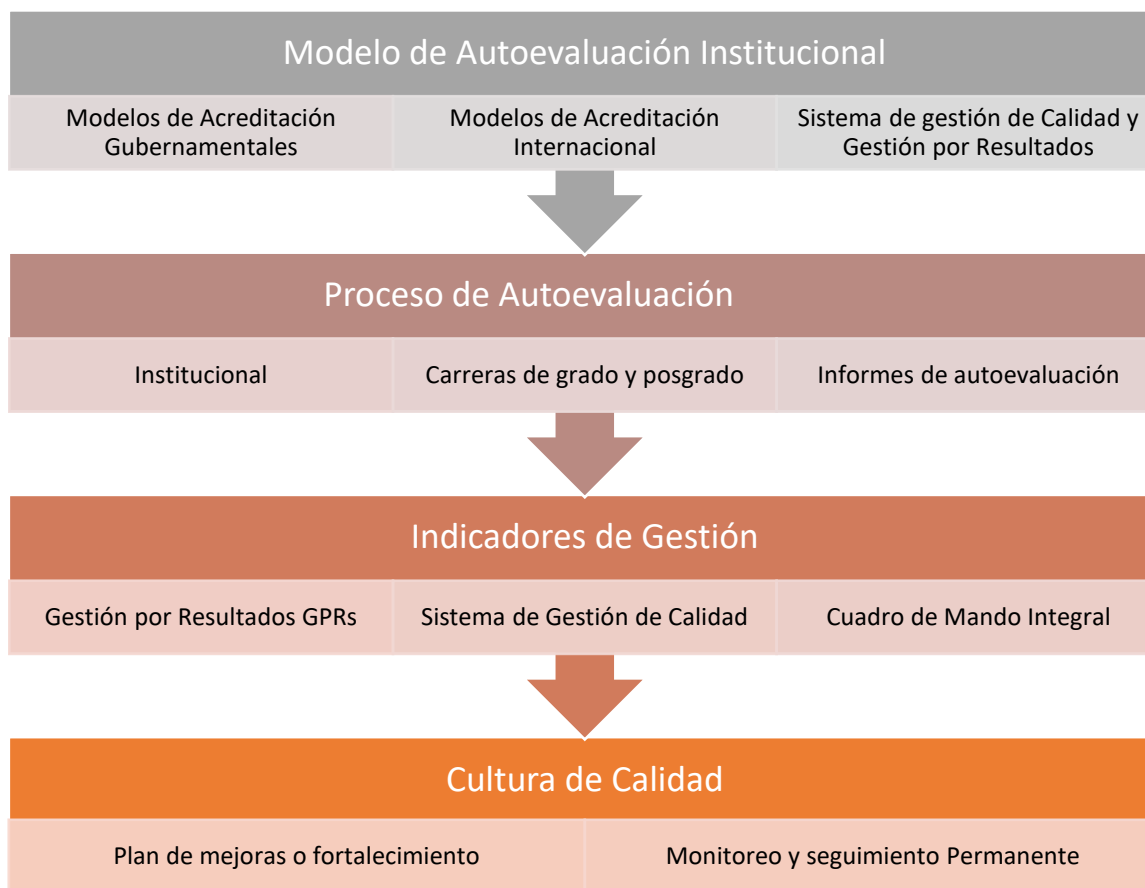 Modelo de Autoevaluación Institucional
Modelos de Acreditación
Gubernamentales
Modelos de Acreditación
Internacional
Sistema de gestión de Calidad y
Gestión por Resultados
Proceso de Autoevaluación
Institucional
Carreras de grado y posgrado
Informes de autoevaluación
Indicadores de Gestión
Gestión por Resultados GPRs
Sistema de Gestión de Calidad
Cuadro de Mando Integral
Cultura de Calidad
Plan de mejoras o fortalecimiento
Monitoreo y seguimiento Permanente